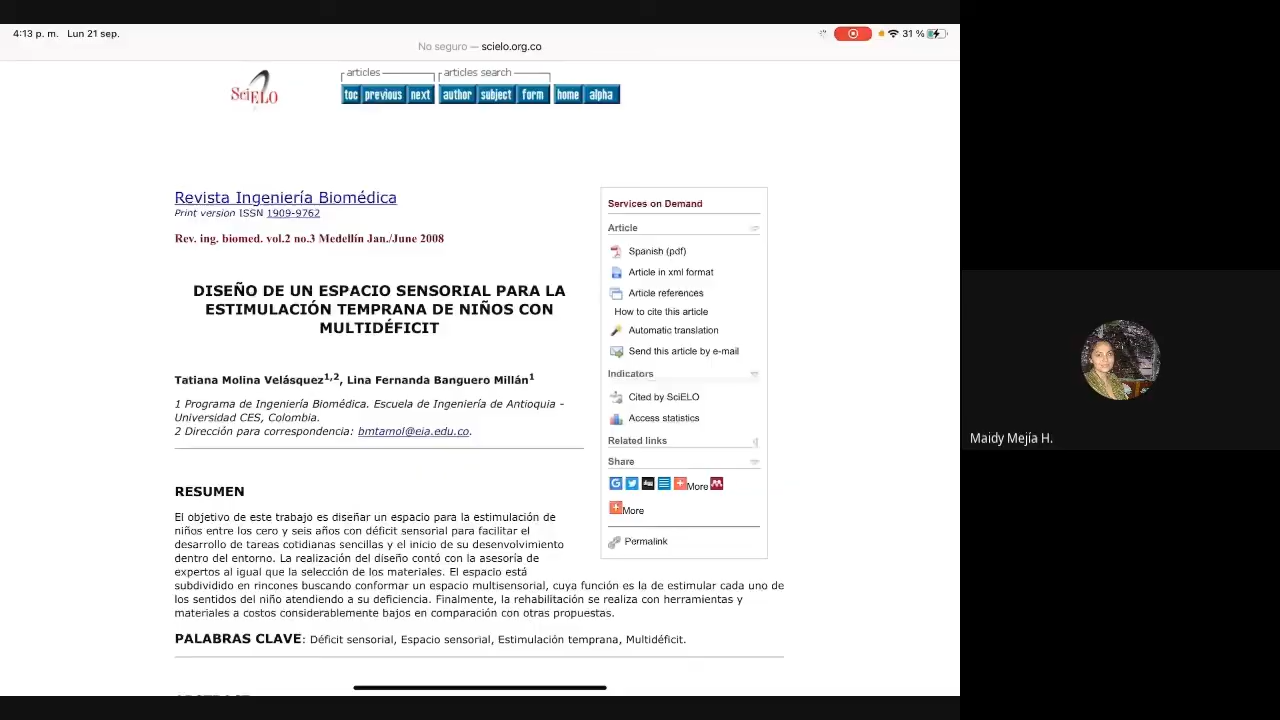 4:13 p. m. Lun 21 sep.
31 %
No seguro — scielo.org.co
SciELO
articles
articles search
toc previous next author subject form home alpha
Revista Ingeniería Biomédica
Print version ISSN 1909-9762
Rev. ing. biomed. vol.2 no.3 Medellín Jan./June 2008
DISEÑO DE UN ESPACIO SENSORIAL PARA LA
ESTIMULACIÓN TEMPRANA DE NIÑOS CON
MULTIDÉFICIT
Tatiana Molina Velásquez1,2, Lina Fernanda Banguero Millán1
1 Programa de Ingeniería Biomédica. Escuela de Ingeniería de Antioquia -
Universidad CES, Colombia.
2 Dirección para correspondencia: bmtamol@eia.edu.co.
RESUMEN
El objetivo de este trabajo es diseñar un espacio para la estimulación de
niños entre los cero y seis años con déficit sensorial para facilitar el
desarrollo de tareas cotidianas sencillas y el inicio de su desenvolvimiento
dentro del entorno. La realización del diseño contó con la asesoría de
expertos al igual que la selección de los materiales. El espacio está
subdividido en rincones buscando conformar un espacio multisensorial, cuya función es la de estimular cada uno de
los sentidos del niño atendiendo a su deficiencia. Finalmente, la rehabilitación se realiza con herramientas y
materiales a costos considerablemente bajos en comparación con otras propuestas.
PALABRAS CLAVE: Déficit sensorial, Espacio sensorial, Estimulación temprana, Multidéficit.
Services on Demand
Article
Spanish (pdf)
Article in xml format
Article references
How to cite this article
Automatic translation
Send this article by e-mail
Indicators
Cited by SciELO
Access statistics
Related links
Share
More
More
Permalink
Maidy Mejía H.